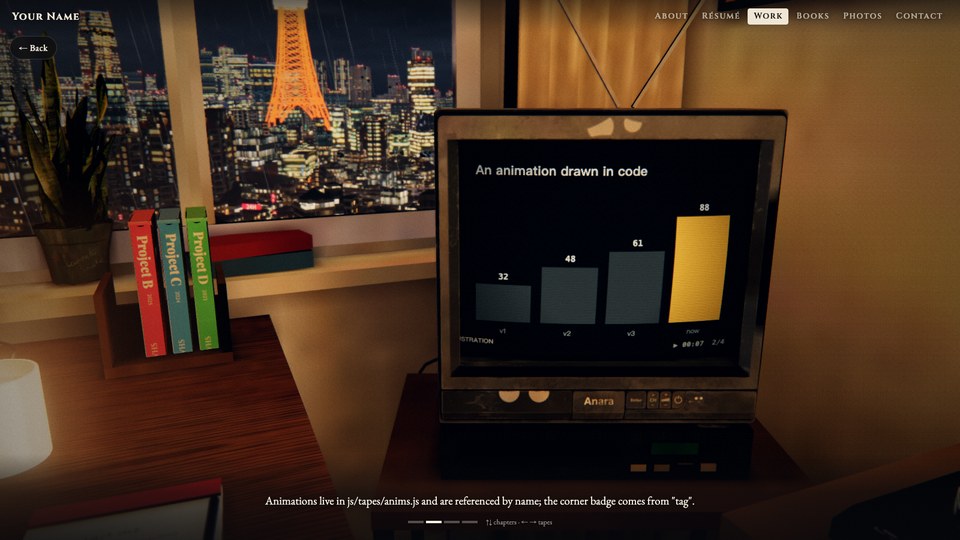 YOUR NAME
ABOUT
RÉSUMÉ
WORK
BOOKS
PHOTOS
CONTACT
← Back
An animation drawn in code
88
61
48
32
v1
v2
v3
now
STRATION
▶ 00:07 2/4
Project B
Project C
Project D
Anara
Animations live in js/tapes/anims.js and are referenced by name; the corner badge comes from "tag".
↑↓ chapters · ← → tapes